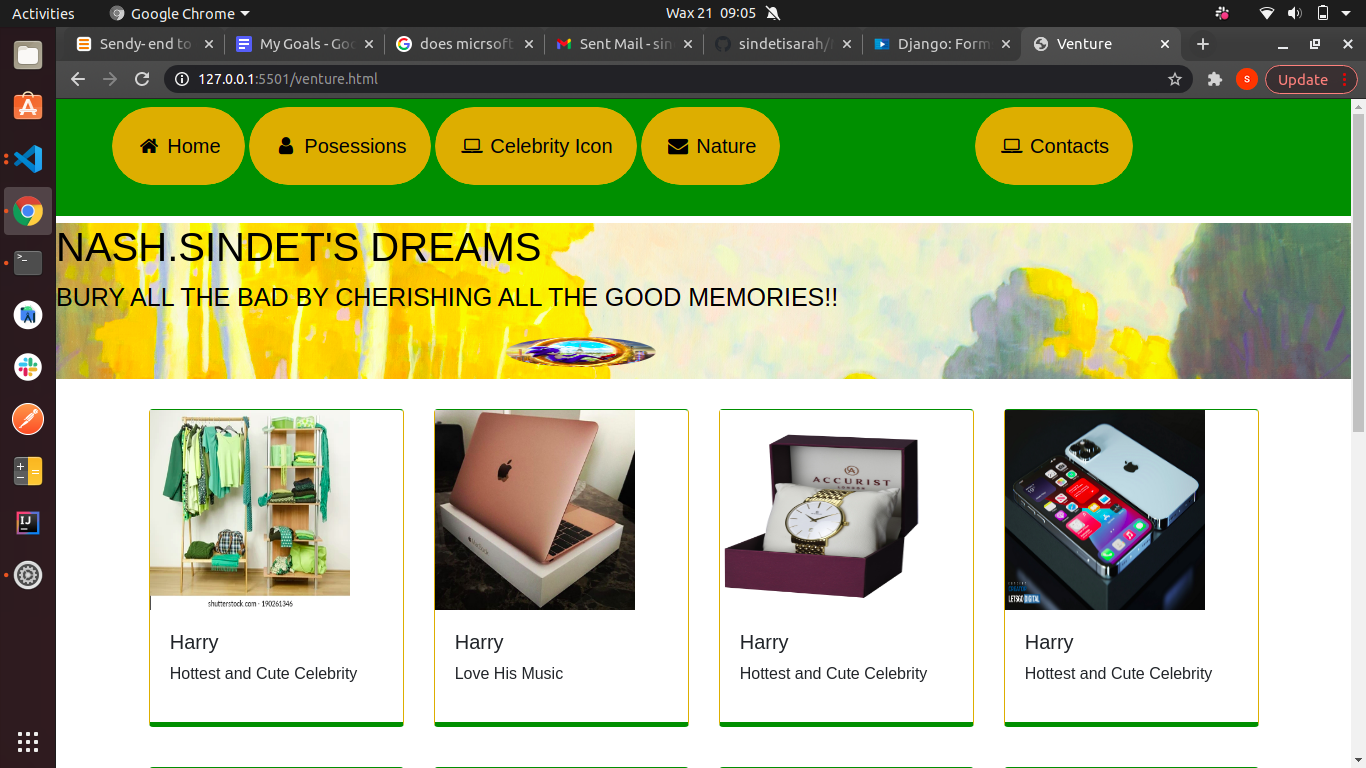 Activities
Google Chrome
Wax 21 09:05
Sendy- end to
My Goals - Goo
does micrsoft
Sent Mail - sin
sindetisarah/
Django: Form
Venture
127.0.0.1:5501/venture.html
S
Update
Home
Posessions
Celebrity Icon
Nature
Contacts
NASH.SINDET'S DREAMS
BURY ALL THE BAD BY CHERISHING ALL THE GOOD MEMORIES!!
shutterstock.com · 190261346
ACCURIST
LONDON
LETSGO DIGITAL
Harry
Hottest and Cute Celebrity
Harry
Love His Music
Harry
Hottest and Cute Celebrity
Harry
Hottest and Cute Celebrity